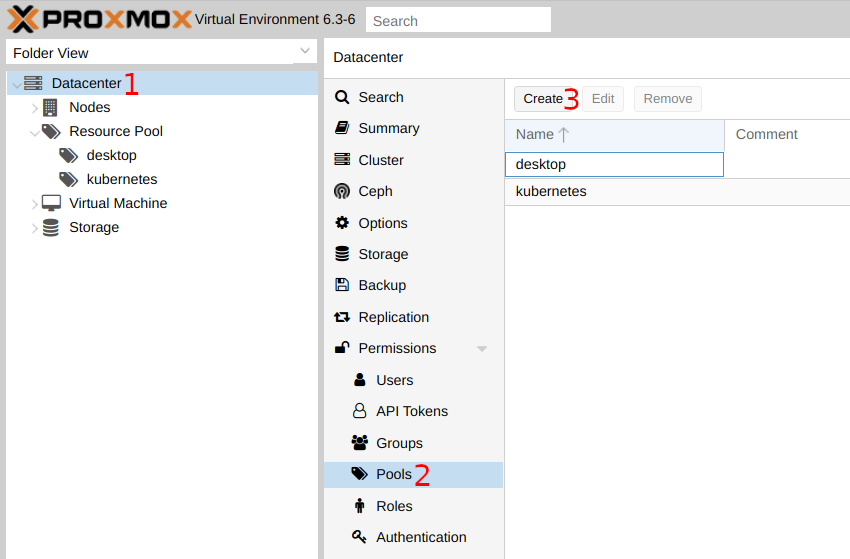 PROXMOX Virtual Environment 6.3-6 Search
Folder View
Datacenter 1
Nodes
Resource Pool
desktop
kubernetes
Virtual Machine
Storage
Datacenter
Search
Summary
Cluster
Ceph
Options
Storage
Backup
Replication
Permissions
Users
API Tokens
Groups
Pools 2
Roles
Authentication
Create 3 Edit Remove
Name Comment
desktop
kubernetes